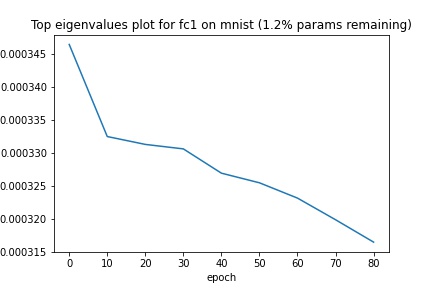 Top eigenvalues plot for fc1 on mnist (1.2% params remaining)
0.000345
0.000340
0.000335
0.000330
0.000325
0.000320
0.000315
0 10 20 30 40 50 60 70 80
epoch